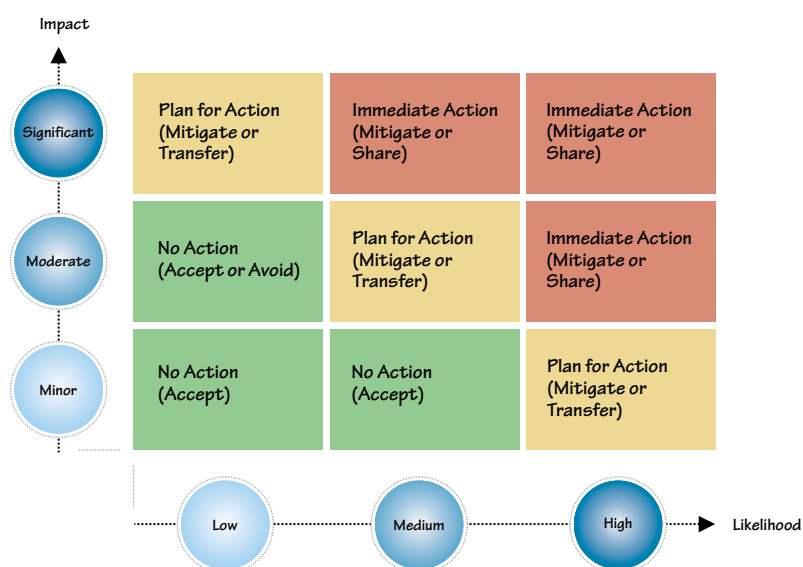 Impact
Significant
Plan for Action
(Mitigate or
Transfer)
Immediate Action
(Mitigate or
Share)
Immediate Action
(Mitigate or
Share)
Moderate
No Action
(Accept or Avoid)
Plan for Action
(Mitigate or
Transfer)
Immediate Action
(Mitigate or
Share)
Minor
No Action
(Accept)
No Action
(Accept)
Plan for Action
(Mitigate or
Transfer)
Low
Medium
High
Likelihood